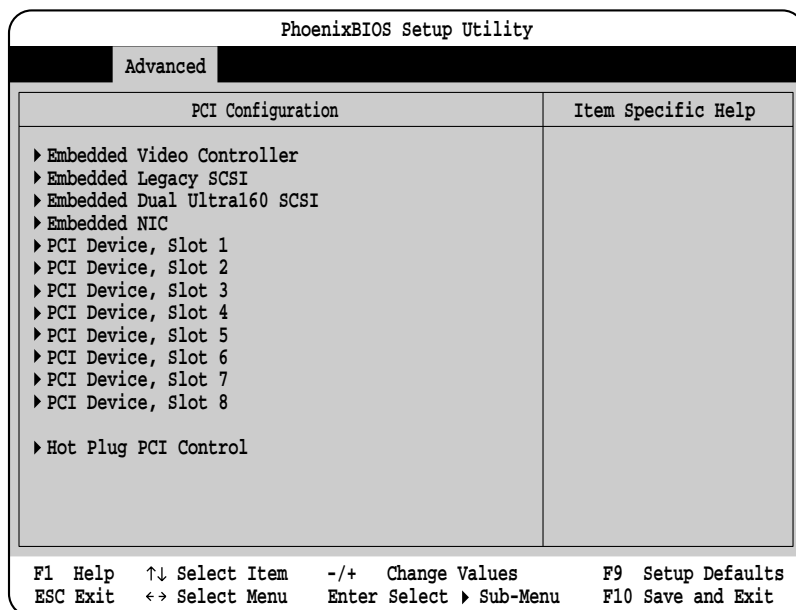 PhoenixBIOS Setup Utility
Advanced
PCI Configuration
Item Specific Help
Embedded Video Controller
Embedded Legacy SCSI
Embedded Dual Ultra160 SCSI
Embedded NIC
PCI Device, Slot 1
PCI Device, Slot 2
PCI Device, Slot 3
PCI Device, Slot 4
PCI Device, Slot 5
PCI Device, Slot 6
PCI Device, Slot 7
PCI Device, Slot 8
Hot Plug PCI Control
F1 Help ↑↓ Select Item -/+ Change Values F9 Setup Defaults
ESC Exit ←→ Select Menu Enter Select ▶ Sub-Menu F10 Save and Exit